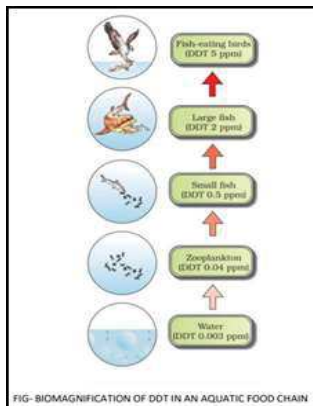 Fish-eating birds
(DDT 5 ppm)
Large fish
(DDT 2 ppm)
Small fish
(DDT 0.5 ppm)
Zooplankton
(DDT 0.04 ppm)
Water
(DDT 0.003 ppm)
FIG- BIOMAGNIFICATION OF DDT IN AN AQUATIC FOOD CHAIN